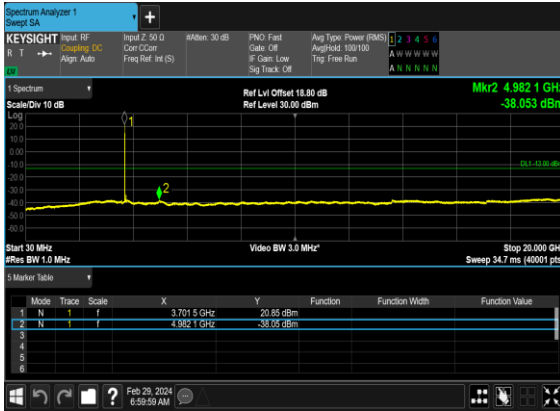 Spectrum Analyzer 1
Swept SA
+
KEYSIGHT
R T
Input: RF
Coupling: DC
Align: Auto
Input Z: 50 Ω
Corr CCorr
Freq Ref: Int (S)
#Atten: 30 dB
PNO: Fast
Gate: Off
IF Gain: Low
Sig Track: Off
Avg Type: Power (RMS)
Avg|Hold: 100/100
Trig: Free Run
1 2 3 4 5 6
A W W W W W
A N N N N N
1 Spectrum
Scale/Div 10 dB
Ref Lvl Offset 18.80 dB
Ref Level 30.00 dBm
Mkr2 4.982 1 GHz
-38.053 dBm
Log
20.0
10.0
0.00
-10.0
-20.0
-30.0
-40.0
-50.0
-60.0
1
2
DL1 -13.00 dBm
Start 30 MHz
#Res BW 1.0 MHz
Video BW 3.0 MHz*
Stop 20.000 GH
Sweep 34.7 ms (40001 pts
5 Marker Table
Mode Trace Scale X Y Function Function Width Function Value
1 N 1 f 3.701 5 GHz 20.85 dBm
2 N 1 f 4.982 1 GHz -38.05 dBm
3
4
5
6
?
Feb 29, 2024
6:59:59 AM